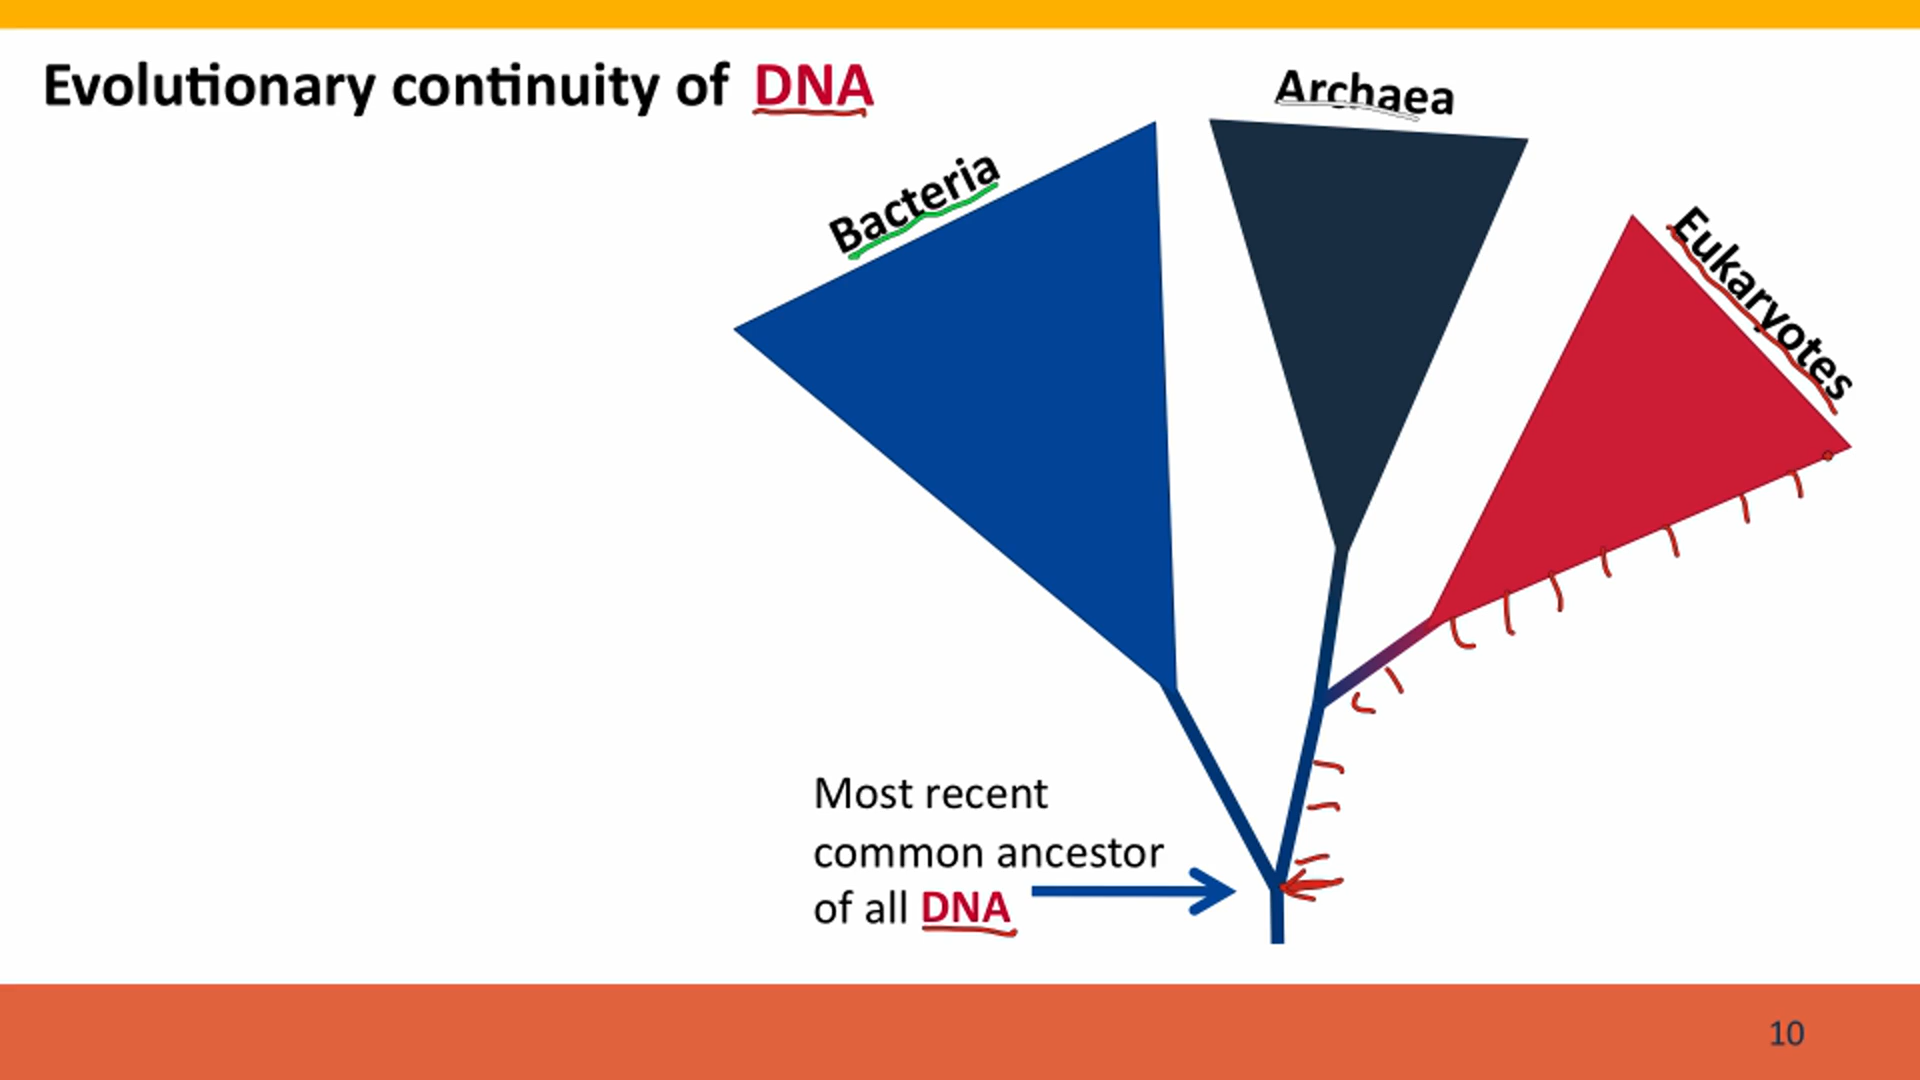 Evolutionary continuity of DNA
Archaea
Bacteria
Eukaryotes
Most recent
common ancestor
of all DNA
10